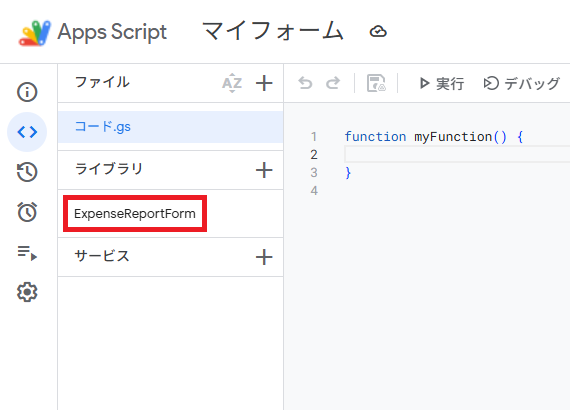 Apps Script マイフォーム
ファイル AZ
実行 デバッグ
コード.gs
ライブラリ
ExpenseReportForm
サービス
1 function myFunction() {
2
3 }
4